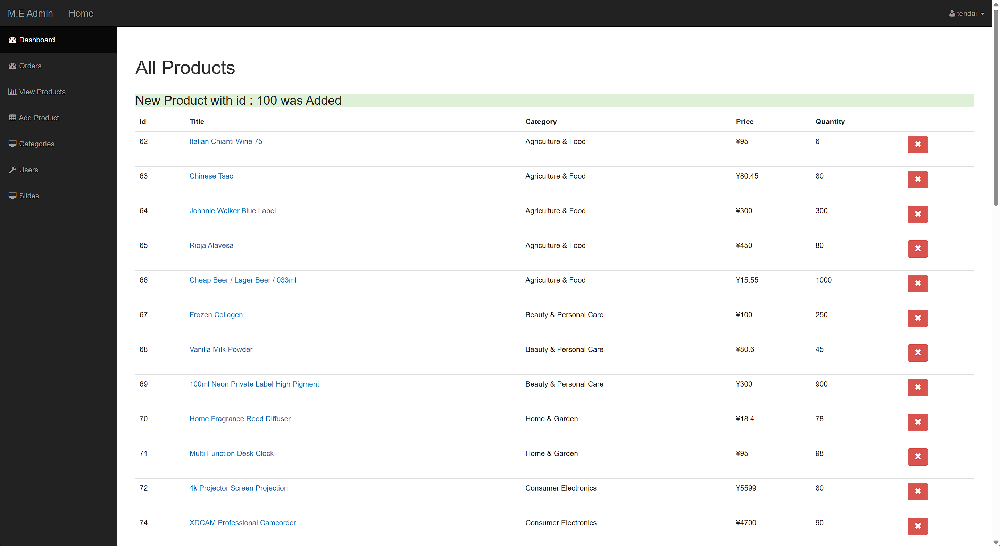 M.E Admin Home tendai
Dashboard
Orders
View Products
Add Product
Categories
Users
Slides
All Products
New Product with id : 100 was Added
Id Title Category Price Quantity
62 Italian Chianti Wine 75 Agriculture & Food ¥95 6
63 Chinese Tsao Agriculture & Food ¥80.45 80
64 Johnnie Walker Blue Label Agriculture & Food ¥300 300
65 Rioja Alavesa Agriculture & Food ¥450 80
66 Cheap Beer / Lager Beer / 033ml Agriculture & Food ¥15.55 1000
67 Frozen Collagen Beauty & Personal Care ¥100 250
68 Vanilla Milk Powder Beauty & Personal Care ¥80.6 45
69 100ml Neon Private Label High Pigment Beauty & Personal Care ¥300 900
70 Home Fragrance Reed Diffuser Home & Garden ¥18.4 78
71 Multi Function Desk Clock Home & Garden ¥95 98
72 4k Projector Screen Projection Consumer Electronics ¥5599 80
74 XDCAM Professional Camcorder Consumer Electronics ¥4700 90